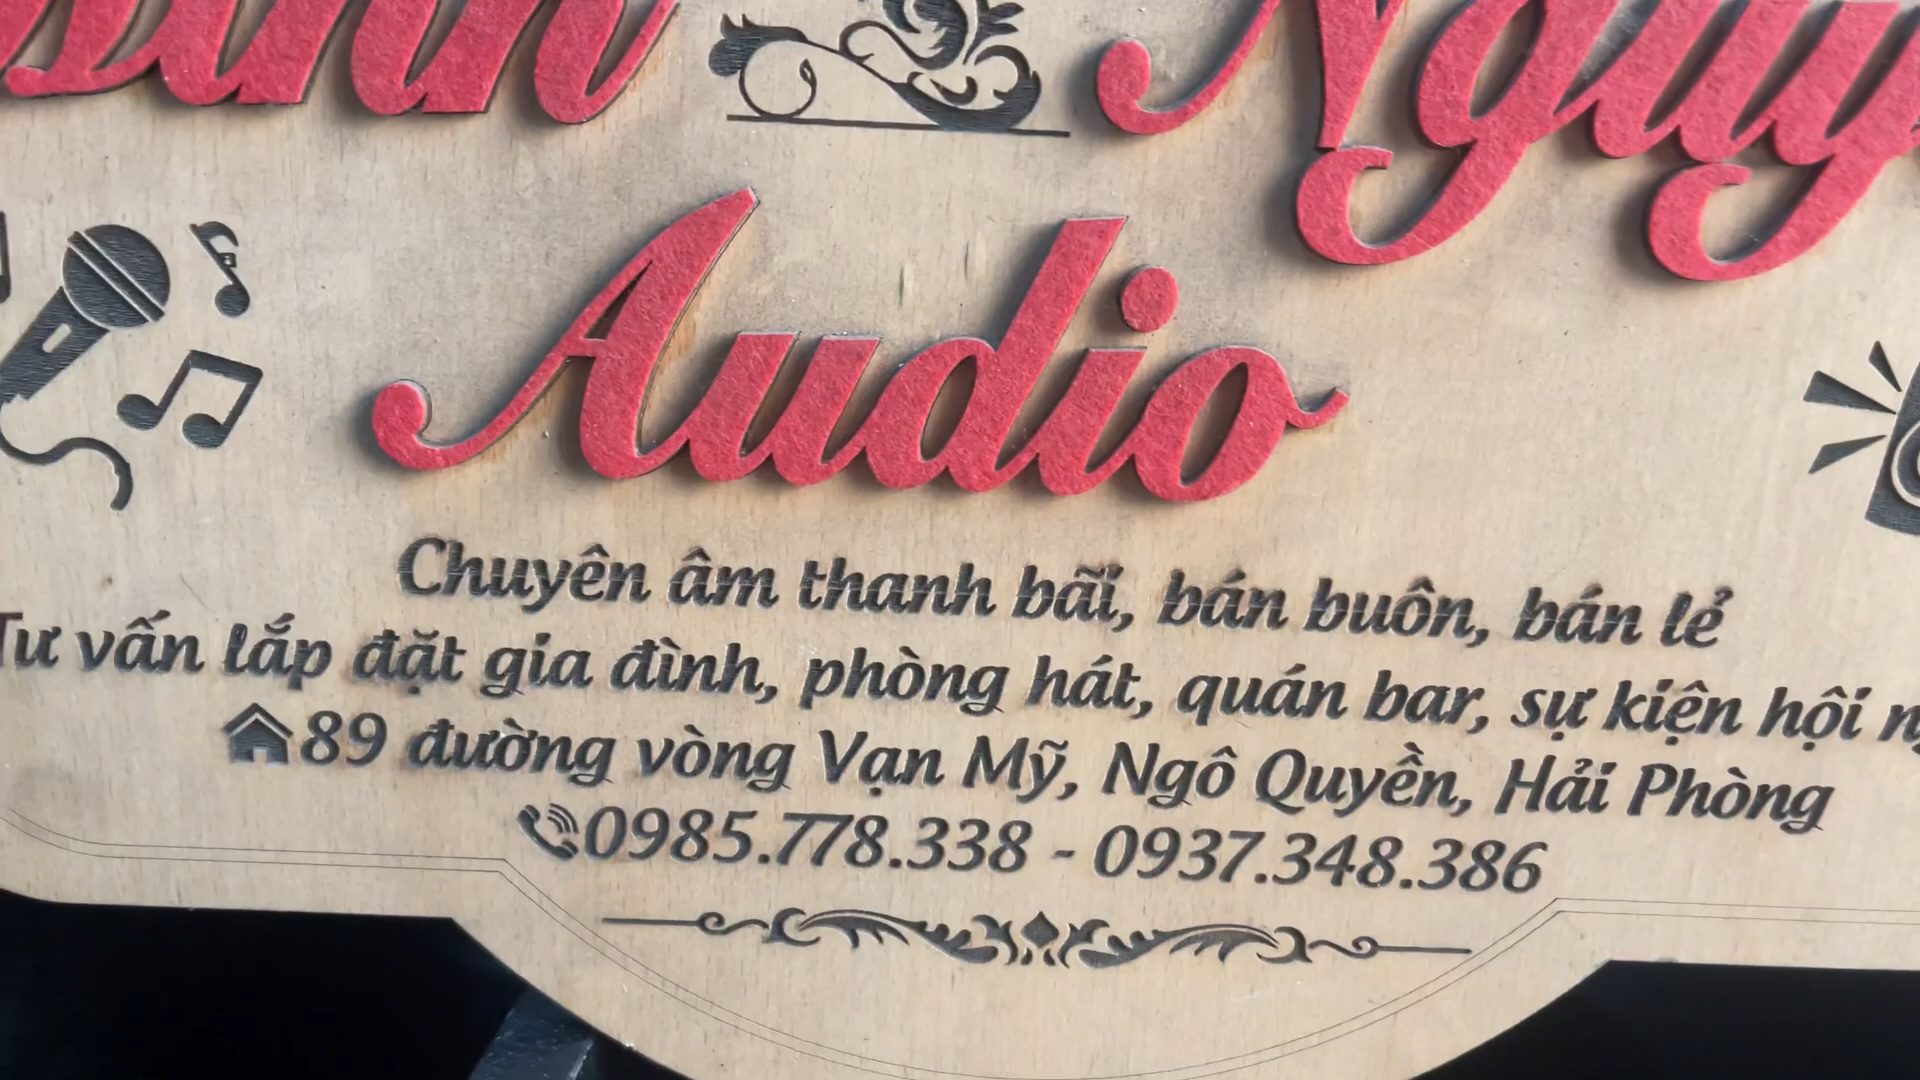 Audio
Chuyên âm thanh bãi, bán buôn, bán lẻ
Tư vấn lắp đặt gia đình, phòng hát, quán bar, sự kiện hội
89 đường vòng Vạn Mỹ, Ngô Quyền, Hải Phòng
0985.778.338 - 0937.348.386